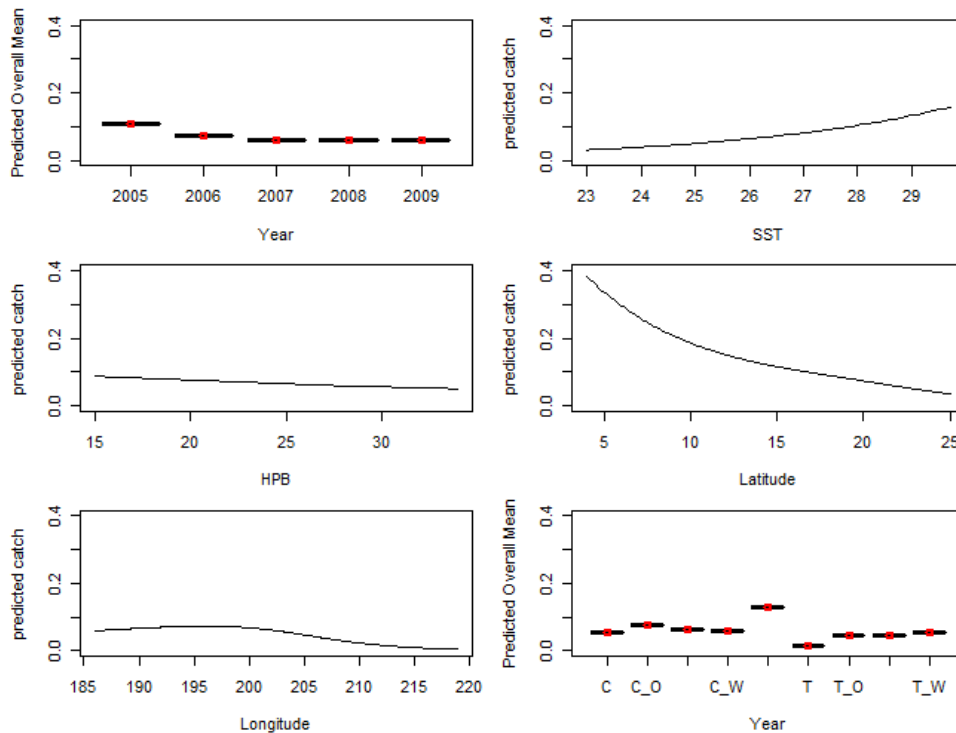 Predicted Overall Mean
0.0 0.2 0.4
2005 2006 2007 2008 2009
Year
predicted catch
0.0 0.2 0.4
23 24 25 26 27 28 29
SST
predicted catch
0.0 0.2 0.4
15 20 25 30
HPB
predicted catch
0.0 0.2 0.4
5 10 15 20 25
Latitude
predicted catch
0.0 0.2 0.4
185 190 195 200 205 210 215 220
Longitude
Predicted Overall Mean
0.0 0.2 0.4
C C_O C_W T T_O T_W
Year